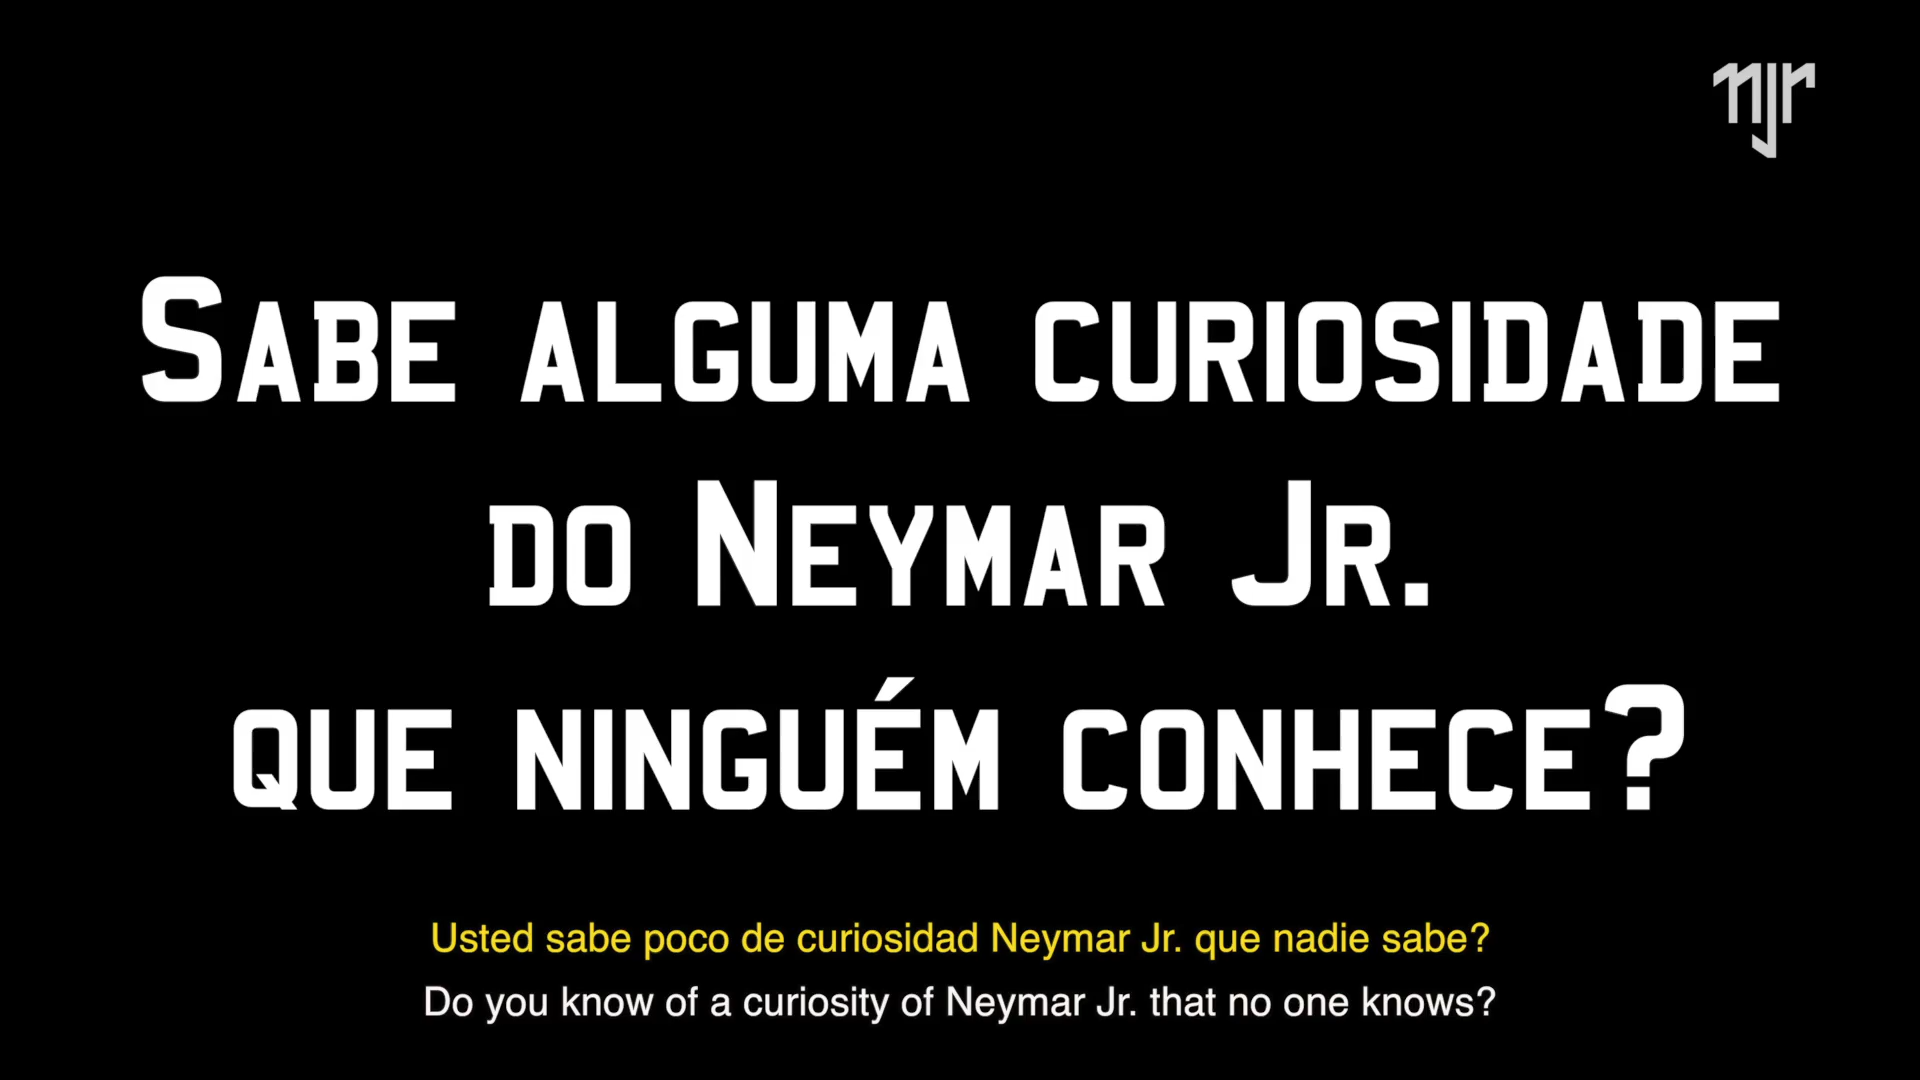 njr
Sabe alguma curiosidade
do Neymar Jr.
que ninguém conhece?
Usted sabe poco de curiosidad Neymar Jr. que nadie sabe?
Do you know of a curiosity of Neymar Jr. that no one knows?